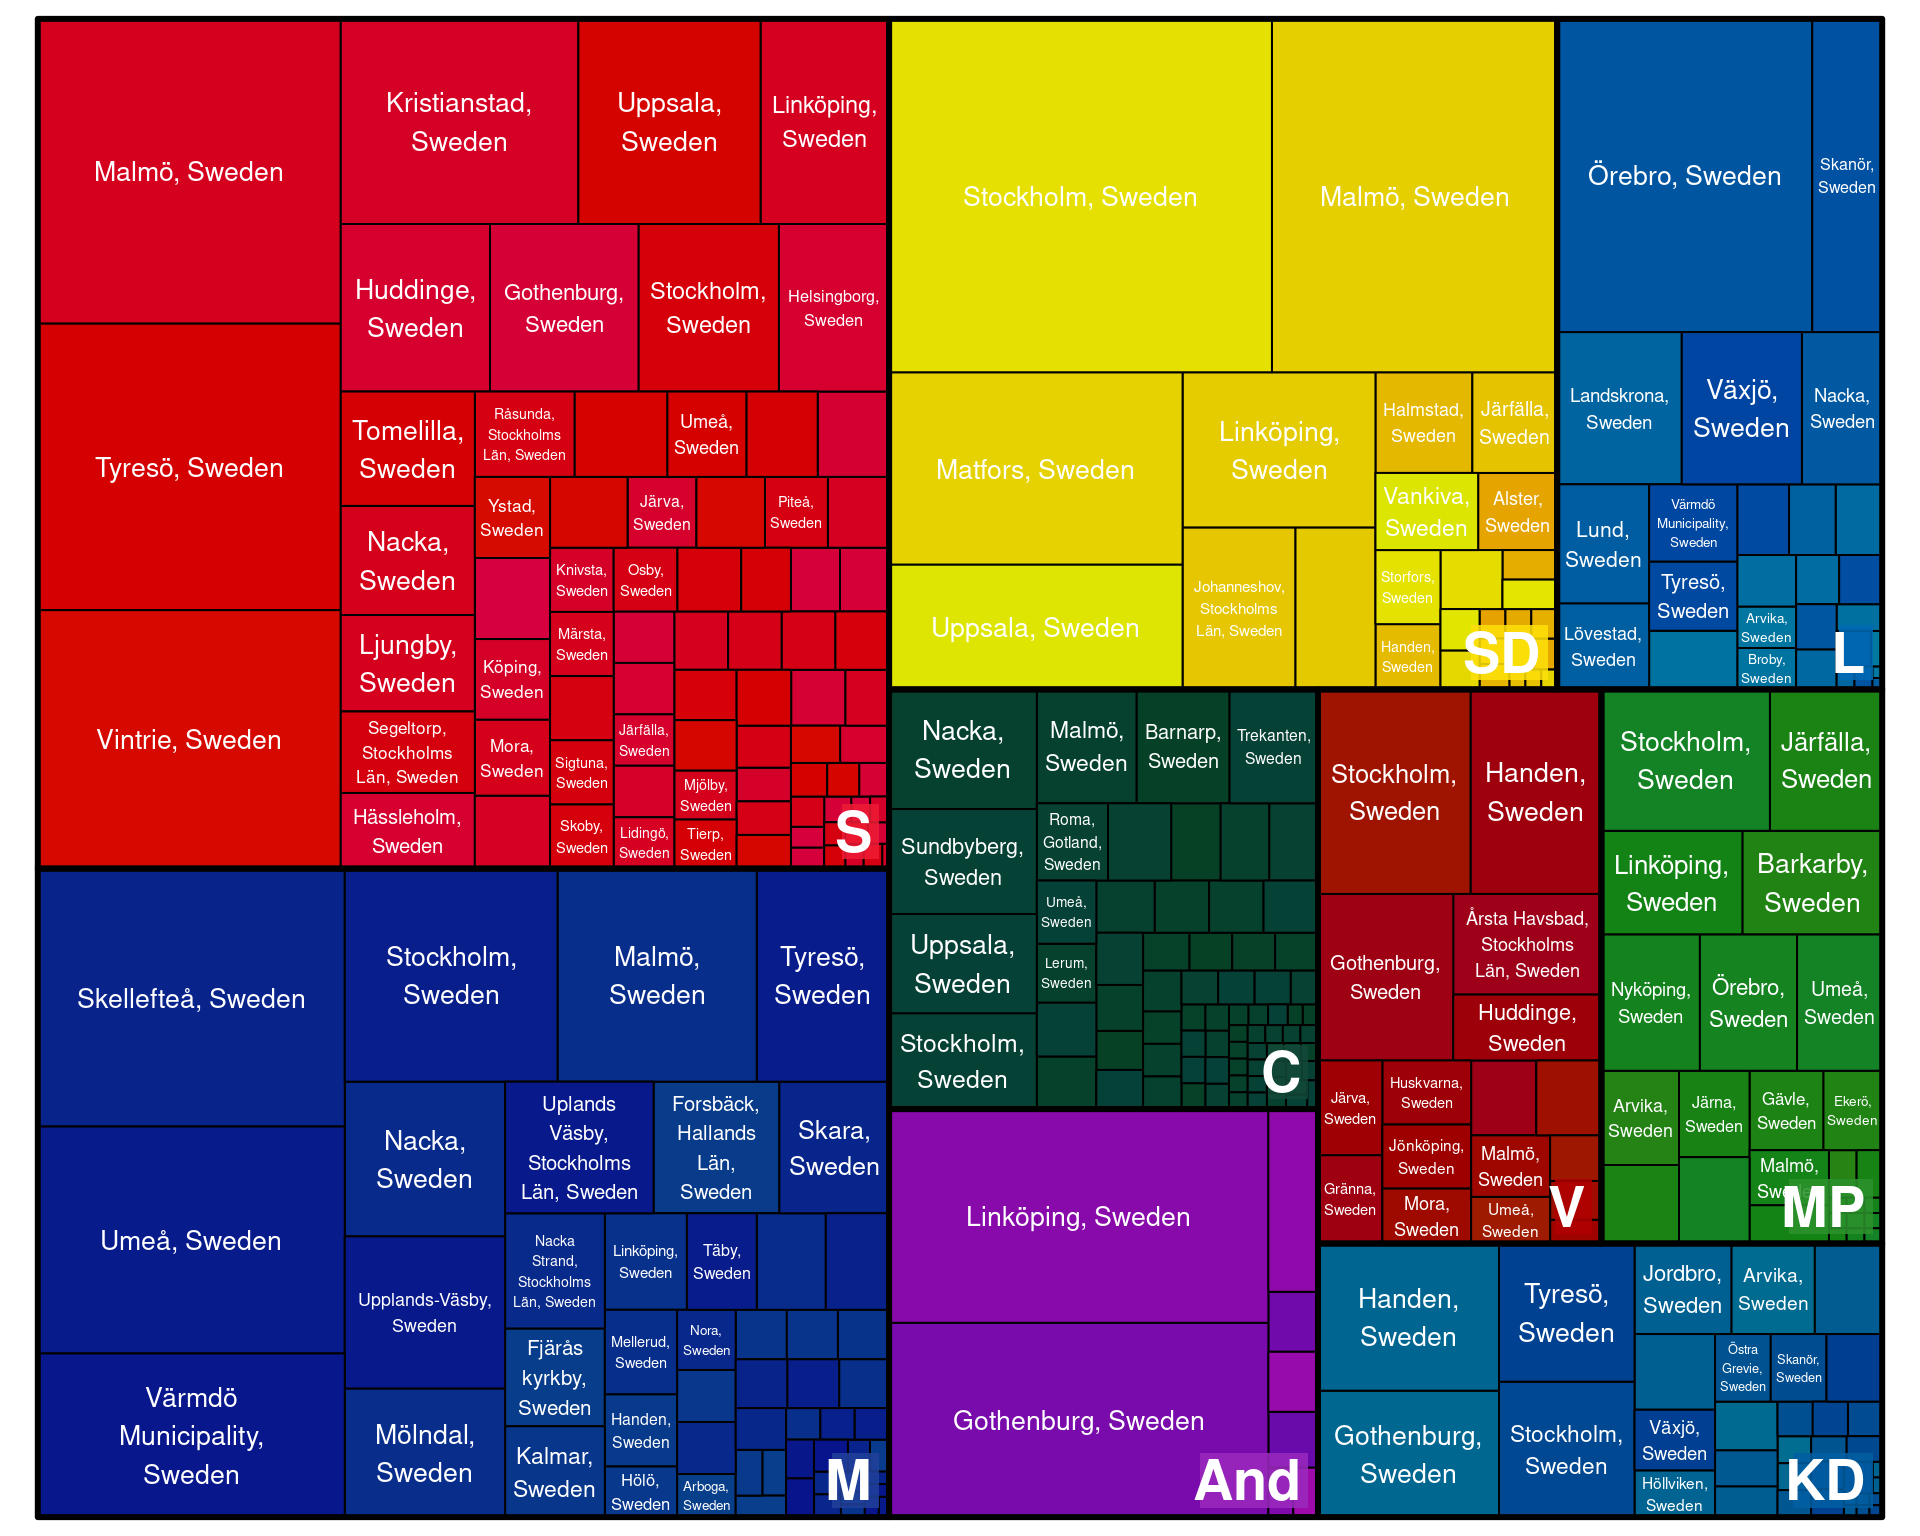 Malmö, Sweden
Tyresö, Sweden
Vintrie, Sweden
Kristianstad,
Sweden
Uppsala,
Sweden
Linköping,
Sweden
Huddinge,
Sweden
Gothenburg,
Sweden
Stockholm,
Sweden
Helsingborg,
Sweden
Tomelilla,
Sweden
Nacka,
Sweden
Ljungby,
Sweden
Segeltorp,
Stockholms
Län, Sweden
Hässleholm,
Sweden
Råsunda,
Stockholms
Län, Sweden
Umeå,
Sweden
Ystad,
Sweden
Järva,
Sweden
Piteå,
Sweden
Köping,
Sweden
Mora,
Sweden
Knivsta,
Sweden
Osby,
Sweden
Märsta,
Sweden
Sigtuna,
Sweden
Skoby,
Sweden
Järfälla,
Sweden
Lidingö,
Sweden
Mjölby,
Sweden
Tierp,
Sweden
S
Stockholm, Sweden
Malmö, Sweden
Matfors, Sweden
Uppsala, Sweden
Linköping,
Sweden
Johanneshov,
Stockholms
Län, Sweden
Halmstad,
Sweden
Järfälla,
Sweden
Vankiva,
Sweden
Alster,
Sweden
Storfors,
Sweden
Handen,
Sweden
SD
Örebro, Sweden
Skanör,
Sweden
Landskrona,
Sweden
Växjö,
Sweden
Nacka,
Sweden
Lund,
Sweden
Lövestad,
Sweden
Värmdö
Municipality,
Sweden
Tyresö,
Sweden
Arvika,
Sweden
Broby,
Sweden
L
Skellefteå, Sweden
Umeå, Sweden
Värmdö
Municipality,
Sweden
Stockholm,
Sweden
Malmö,
Sweden
Tyresö,
Sweden
Nacka,
Sweden
Upplands-Väsby,
Sweden
Mölndal,
Sweden
Uplands
Väsby,
Stockholms
Län, Sweden
Forsbäck,
Hallands
Län,
Sweden
Skara,
Sweden
Nacka
Strand,
Stockholms
Län, Sweden
Fjärås
kyrkby,
Sweden
Kalmar,
Sweden
Linköping,
Sweden
Täby,
Sweden
Mellerud,
Sweden
Handen,
Sweden
Hölö,
Sweden
Nora,
Sweden
Arboga,
Sweden
M
Nacka,
Sweden
Sundbyberg,
Sweden
Uppsala,
Sweden
Stockholm,
Sweden
Malmö,
Sweden
Barnarp,
Sweden
Trekanten,
Sweden
Roma,
Gotland,
Sweden
Umeå,
Sweden
Lerum,
Sweden
C
Linköping, Sweden
Gothenburg, Sweden
And
Stockholm,
Sweden
Handen,
Sweden
Gothenburg,
Sweden
Årsta Havsbad,
Stockholms
Län, Sweden
Huddinge,
Sweden
Järva,
Sweden
Gränna,
Sweden
Huskvarna,
Sweden
Jönköping,
Sweden
Mora,
Sweden
Malmö,
Sweden
Umeå,
Sweden
V
Stockholm,
Sweden
Järfälla,
Sweden
Linköping,
Sweden
Barkarby,
Sweden
Nyköping,
Sweden
Örebro,
Sweden
Umeå,
Sweden
Arvika,
Sweden
Järna,
Sweden
Gävle,
Sweden
Ekerö,
Sweden
Malmö,
Sweden
MP
Handen,
Sweden
Gothenburg,
Sweden
Tyresö,
Sweden
Stockholm,
Sweden
Jordbro,
Sweden
Arvika,
Sweden
Östra
Grevie,
Sweden
Skanör,
Sweden
Växjö,
Sweden
Höllviken,
Sweden
KD